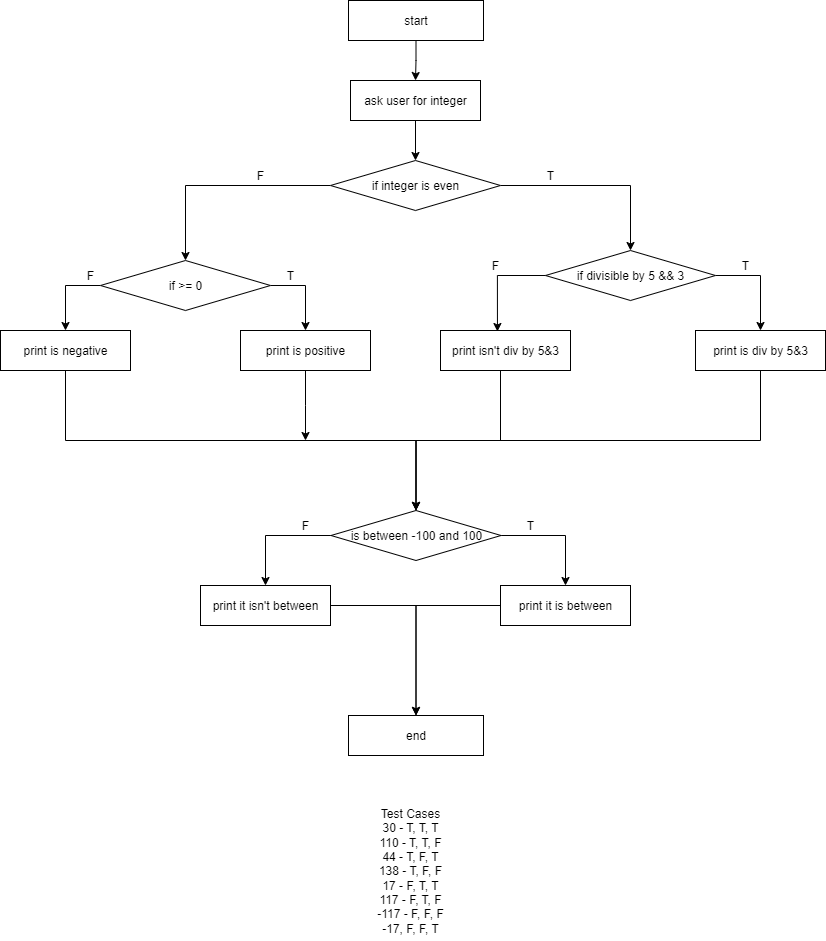 start
ask user for integer
if integer is even
F
T
if >= 0
F
T
if divisible by 5 && 3
F
T
print is negative
print is positive
print isn't div by 5&3
print is div by 5&3
is between -100 and 100
F
T
print it isn't between
print it is between
end
Test Cases
30 - T, T, T
110 - T, T, F
44 - T, F, T
138 - T, F, F
17 - F, T, T
117 - F, T, F
-117 - F, F, F
-17, F, F, T